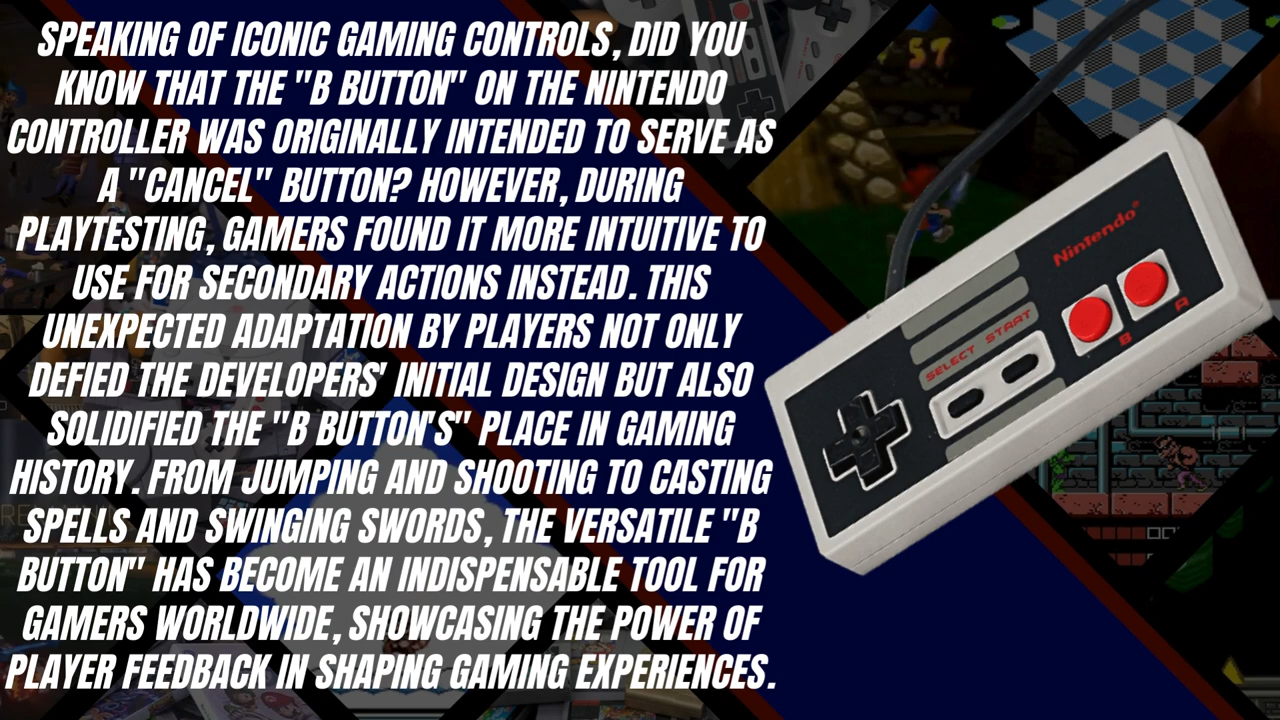 SPEAKING OF ICONIC GAMING CONTROLS, DID YOU
KNOW THAT THE "B BUTTON" ON THE NINTENDO
CONTROLLER WAS ORIGINALLY INTENDED TO SERVE AS
A "CANCEL" BUTTON? HOWEVER, DURING
PLAYTESTING, GAMERS FOUND IT MORE INTUITIVE TO
USE FOR SECONDARY ACTIONS INSTEAD. THIS
UNEXPECTED ADAPTATION BY PLAYERS NOT ONLY
DEFIED THE DEVELOPERS' INITIAL DESIGN BUT ALSO
SOLIDIFIED THE "B BUTTON'S" PLACE IN GAMING
HISTORY. FROM JUMPING AND SHOOTING TO CASTING
SPELLS AND SWINGING SWORDS, THE VERSATILE "B
BUTTON" HAS BECOME AN INDISPENSABLE TOOL FOR
GAMERS WORLDWIDE, SHOWCASING THE POWER OF
PLAYER FEEDBACK IN SHAPING GAMING EXPERIENCES.
57
Nintendo®
SELECT START
B A